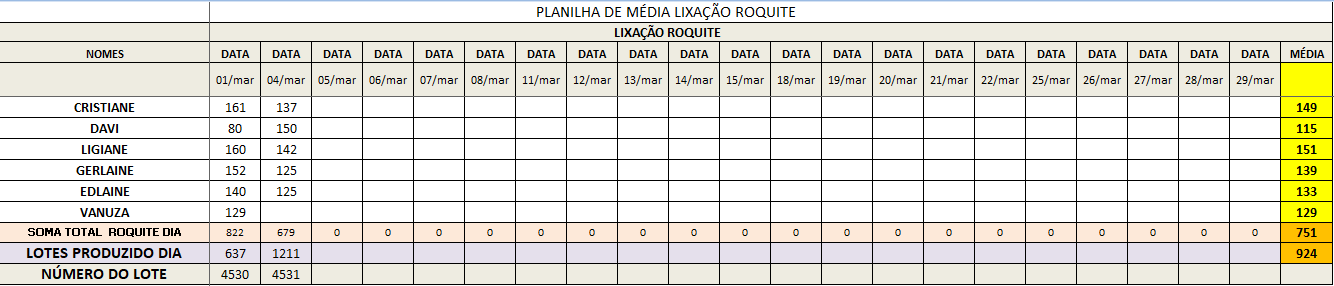 PLANILHA DE MÉDIA LIXAÇÃO ROQUITE
LIXAÇÃO ROQUITE
NOMES DATA DATA DATA DATA DATA DATA DATA DATA DATA DATA DATA DATA DATA DATA DATA DATA DATA DATA DATA DATA DATA MÉDIA
01/mar 04/mar 05/mar 06/mar 07/mar 08/mar 11/mar 12/mar 13/mar 14/mar 15/mar 18/mar 19/mar 20/mar 21/mar 22/mar 25/mar 26/mar 27/mar 28/mar 29/mar
CRISTIANE 161 137 149
DAVI 80 150 115
LIGIANE 160 142 151
GERLAINE 152 125 139
EDLAINE 140 125 133
VANUZA 129 129
SOMA TOTAL ROQUITE DIA 822 679 0 0 0 0 0 0 0 0 0 0 0 0 0 0 0 0 0 0 0 751
LOTES PRODUZIDO DIA 637 1211 924
NÚMERO DO LOTE 4530 4531